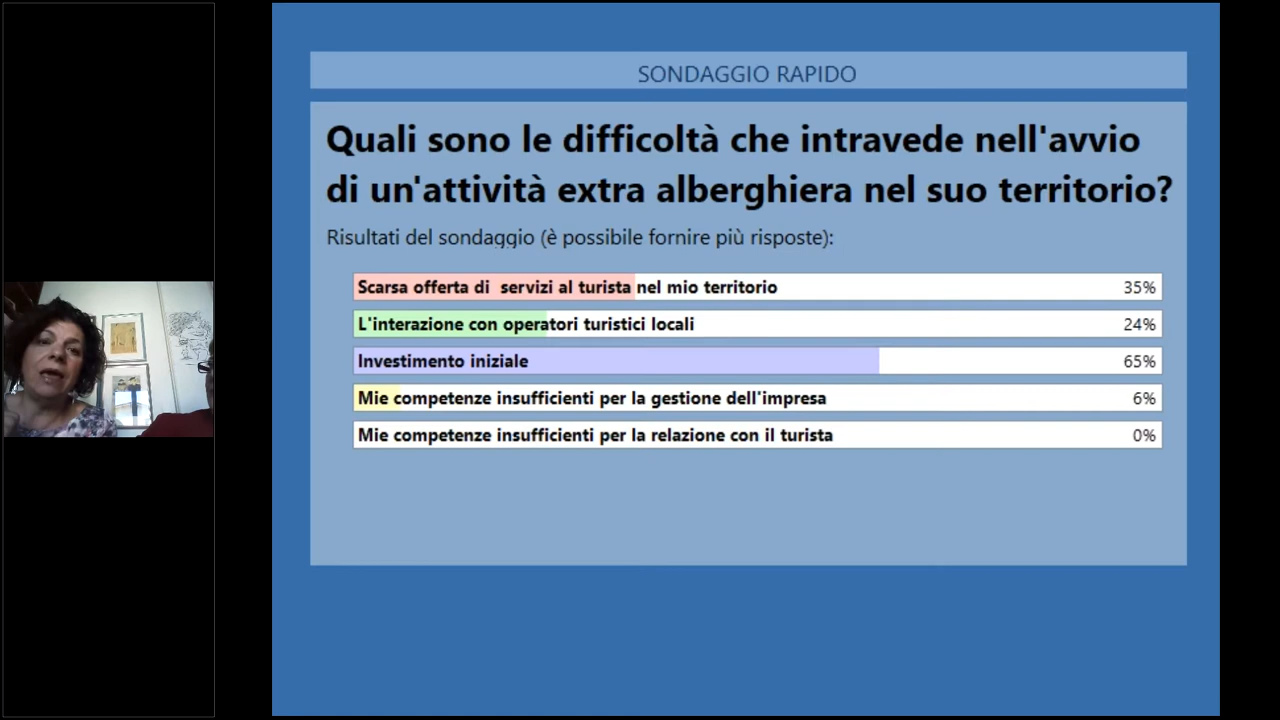 SONDAGGIO RAPIDO
Quali sono le difficoltà che intravede nell'avvio
di un'attività extra alberghiera nel suo territorio?
Risultati del sondaggio (è possibile fornire più risposte):
Scarsa offerta di  servizi al turista nel mio territorio 35%
L'interazione con operatori turistici locali 24%
Investimento iniziale 65%
Mie competenze insufficienti per la gestione dell'impresa 6%
Mie competenze insufficienti per la relazione con il turista 0%